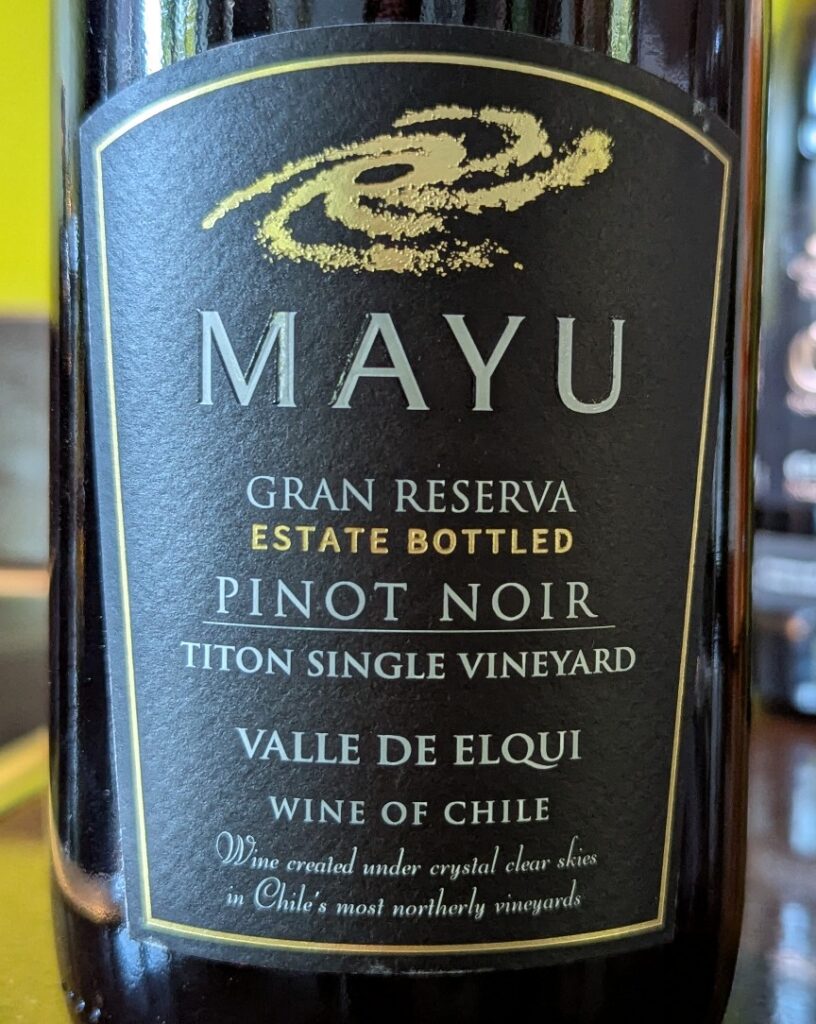 MAYU
GRAN RESERVA
ESTATE BOTTLED
PINOT NOIR
TITON SINGLE VINEYARD
VALLE DE ELQUI
WINE OF CHILE
Wine created under crystal clear skies
in Chile's most northerly vineyards